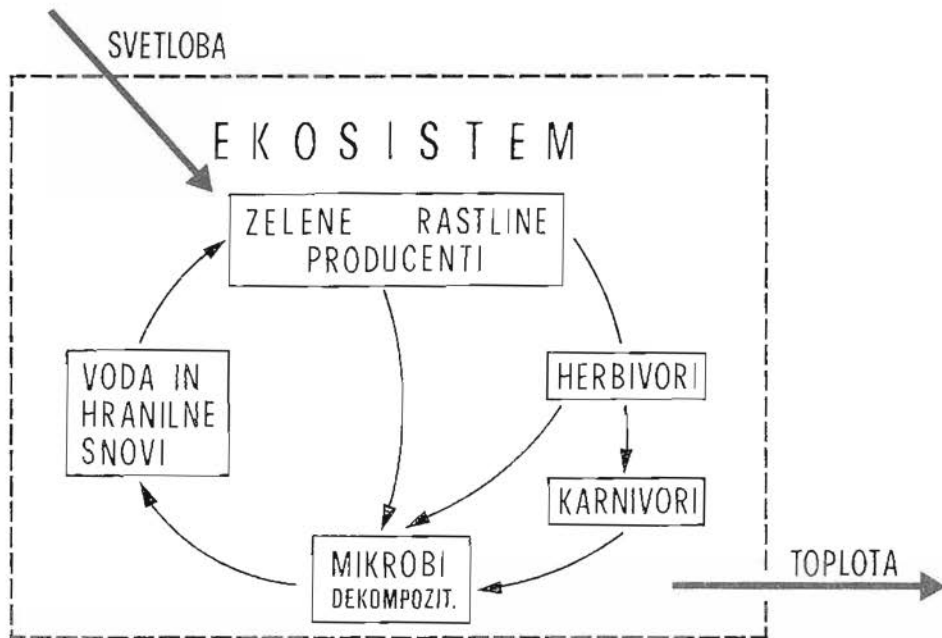 SVETLOBA
EKOSISTEM
ZELENE RASTLINE
PRODUCENTI
VODA IN
HRANILNE
SNOVI
HERBIVORI
KARNIVORI
MIKROBI
DEKOMPOZIT.
TOPLOTA